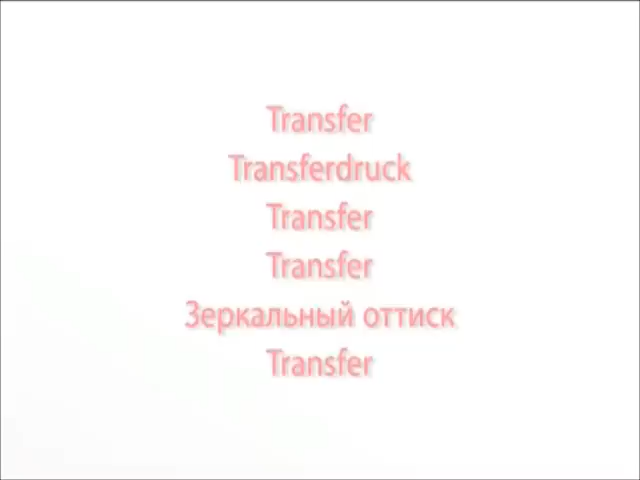 Transfer
Transferdruck
Transfer
Transfer
Зеркальный оттиск
Transfer